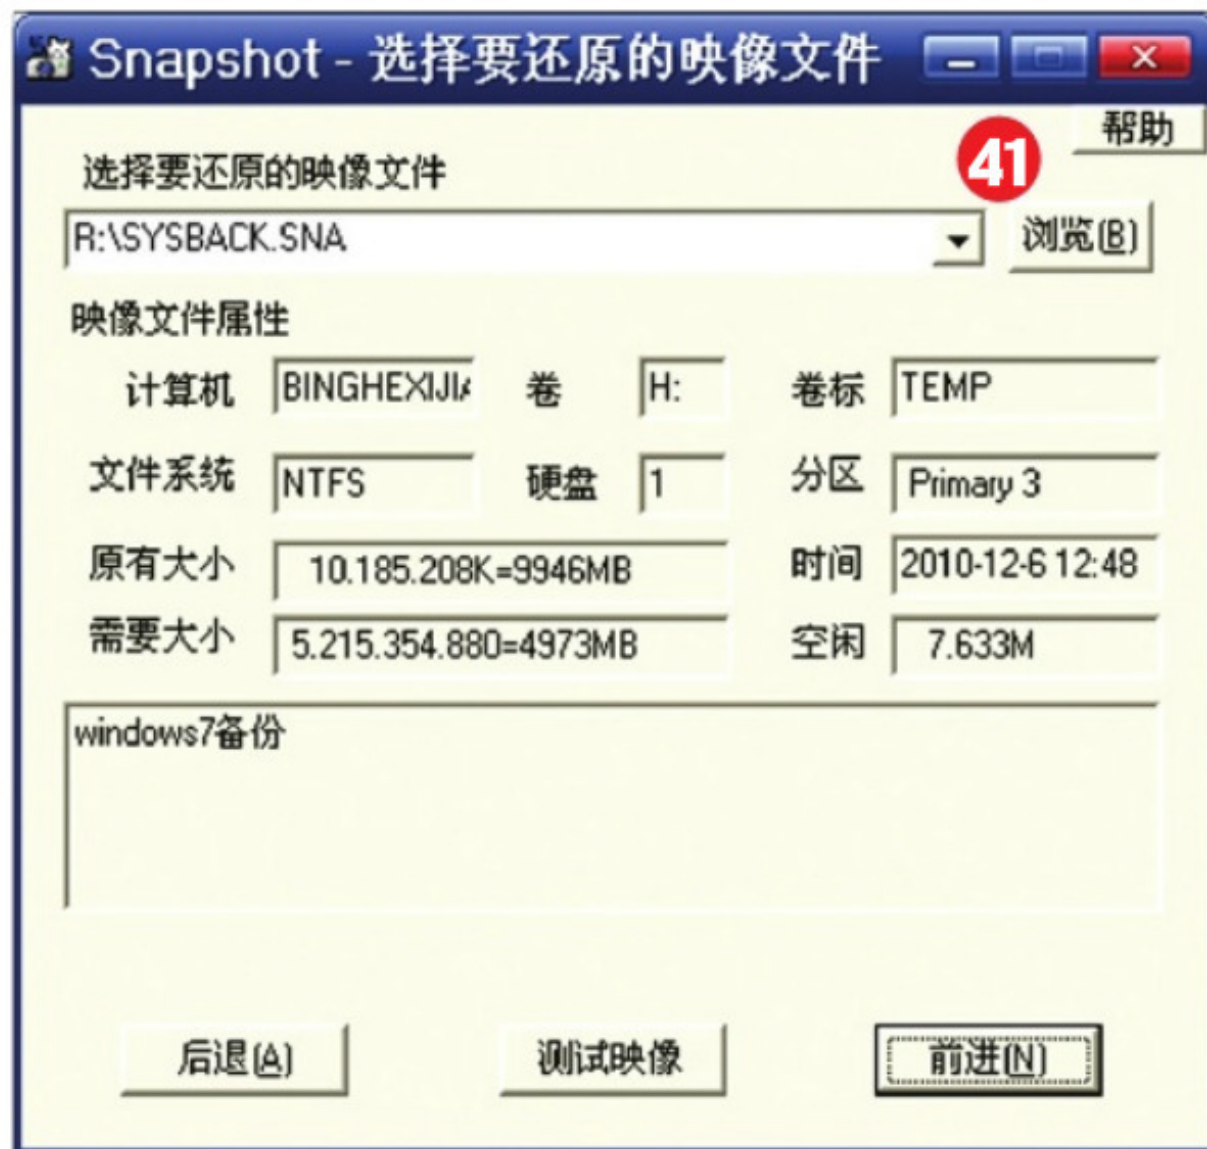 Snapshot - 选择要还原的映像文件
帮助
41
选择要还原的映像文件
R:\SYSBACK.SNA
浏览(B)
映像文件属性
计算机 BINGHEXIJIA 卷 H: 卷标 TEMP
文件系统 NTFS 硬盘 1 分区 Primary 3
原有大小 10.185.208K=9946MB 时间 2010-12-6 12:48
需要大小 5.215.354.880=4973MB 空闲 7.633M
windows7备份
后退(A) 测试映像 前进(N)